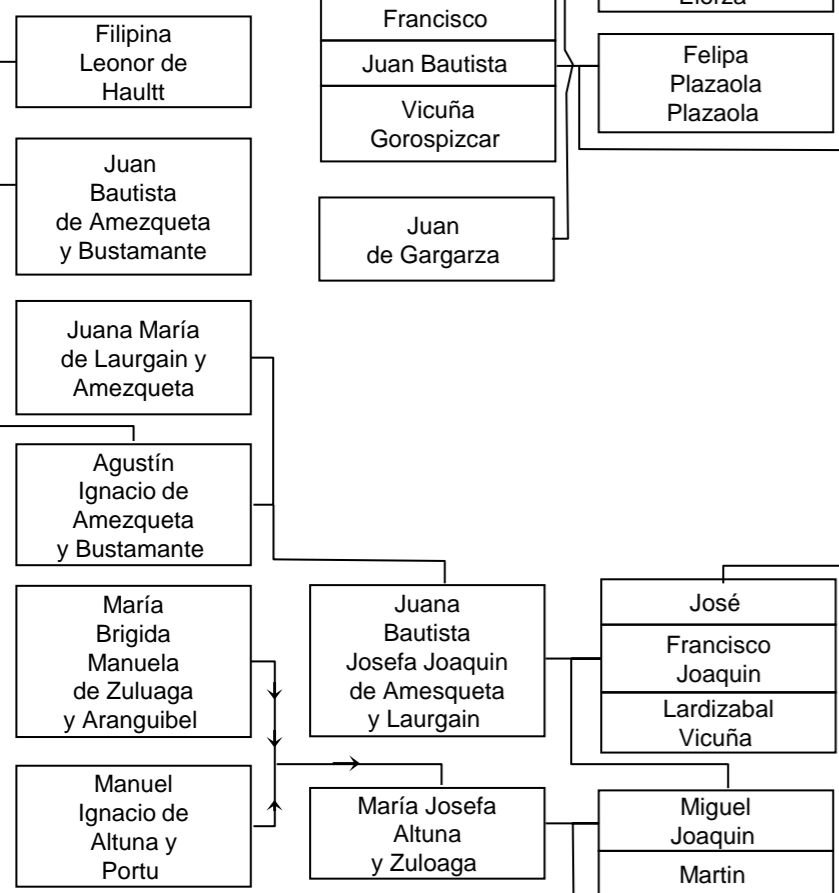 Filipina
Leonor de
Haultt
Juan
Bautista
de Amezqueta
y Bustamante
Juana María
de Laurgain y
Amezqueta
Agustín
Ignacio de
Amezqueta
y Bustamante
María
Brigida
Manuela
de Zuluaga
y Aranguibel
Manuel
Ignacio de
Altuna y
Portu
Francisco
Juan Bautista
Vicuña
Gorospizcar
Juan
de Gargarza
Juana
Bautista
Josefa Joaquin
de Amesqueta
y Laurgain
María Josefa
Altuna
y Zuloaga
Felipa
Plazaola
Plazaola
José
Francisco
Joaquin
Lardizabal
Vicuña
Miguel
Joaquin
Martin